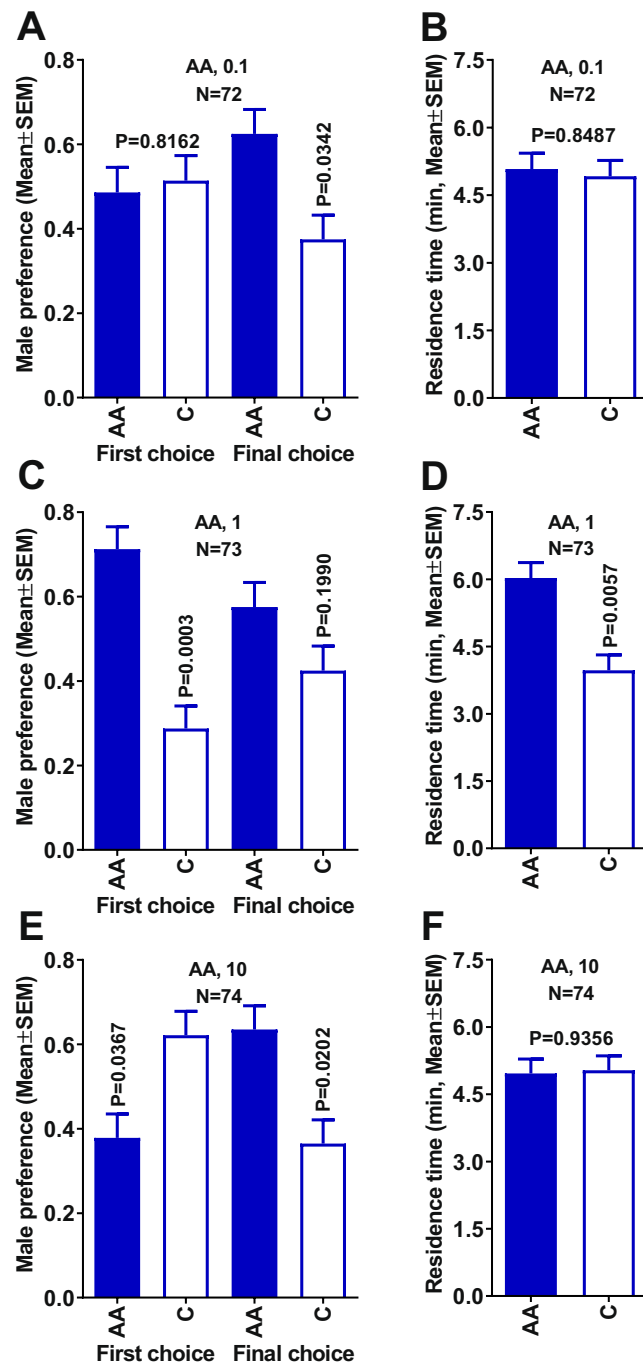 A
Male preference (Mean±SEM)
0.8
0.6
0.4
0.2
0.0
AA, 0.1
N=72
P=0.8162
P=0.0342
AA
C
AA
C
First choice
Final choice
B
Residence time (min, Mean±SEM)
7.5
6.0
4.5
3.0
1.5
0.0
AA, 0.1
N=72
P=0.8487
AA
C
C
Male preference (Mean±SEM)
0.8
0.6
0.4
0.2
0.0
AA, 1
N=73
P=0.0003
P=0.1990
AA
C
AA
C
First choice
Final choice
D
Residence time (min, Mean±SEM)
7.5
6.0
4.5
3.0
1.5
0.0
AA, 1
N=73
P=0.0057
AA
C
E
Male preference (Mean±SEM)
0.8
0.6
0.4
0.2
0.0
AA, 10
N=74
P=0.0367
P=0.0202
AA
C
AA
C
First choice
Final choice
F
Residence time (min, Mean±SEM)
7.5
6.0
4.5
3.0
1.5
0.0
AA, 10
N=74
P=0.9356
AA
C